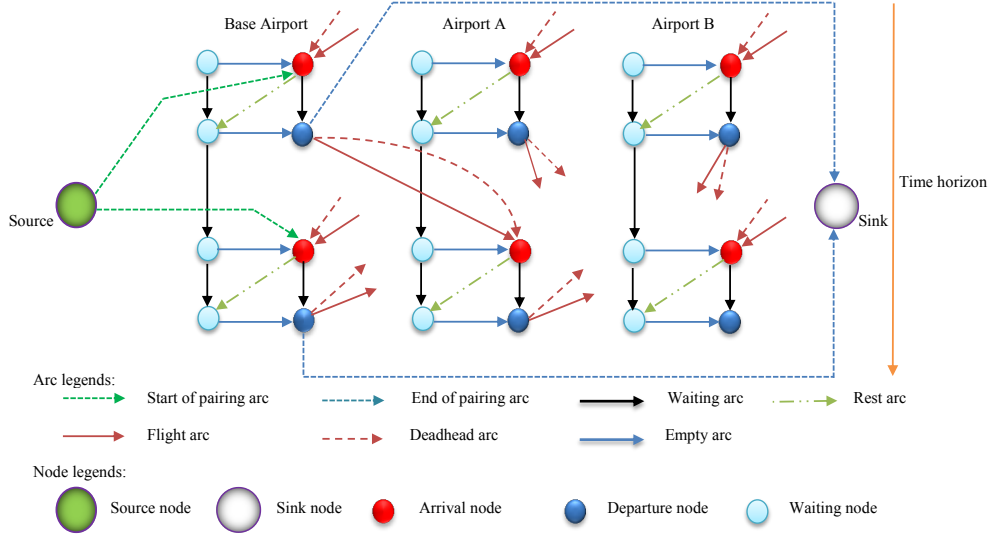 Base Airport Airport A Airport B
Time horizon
Source Sink
Arc legends:
Start of pairing arc End of pairing arc Waiting arc Rest arc
Flight arc Deadhead arc Empty arc
Node legends:
Source node Sink node Arrival node Departure node Waiting node